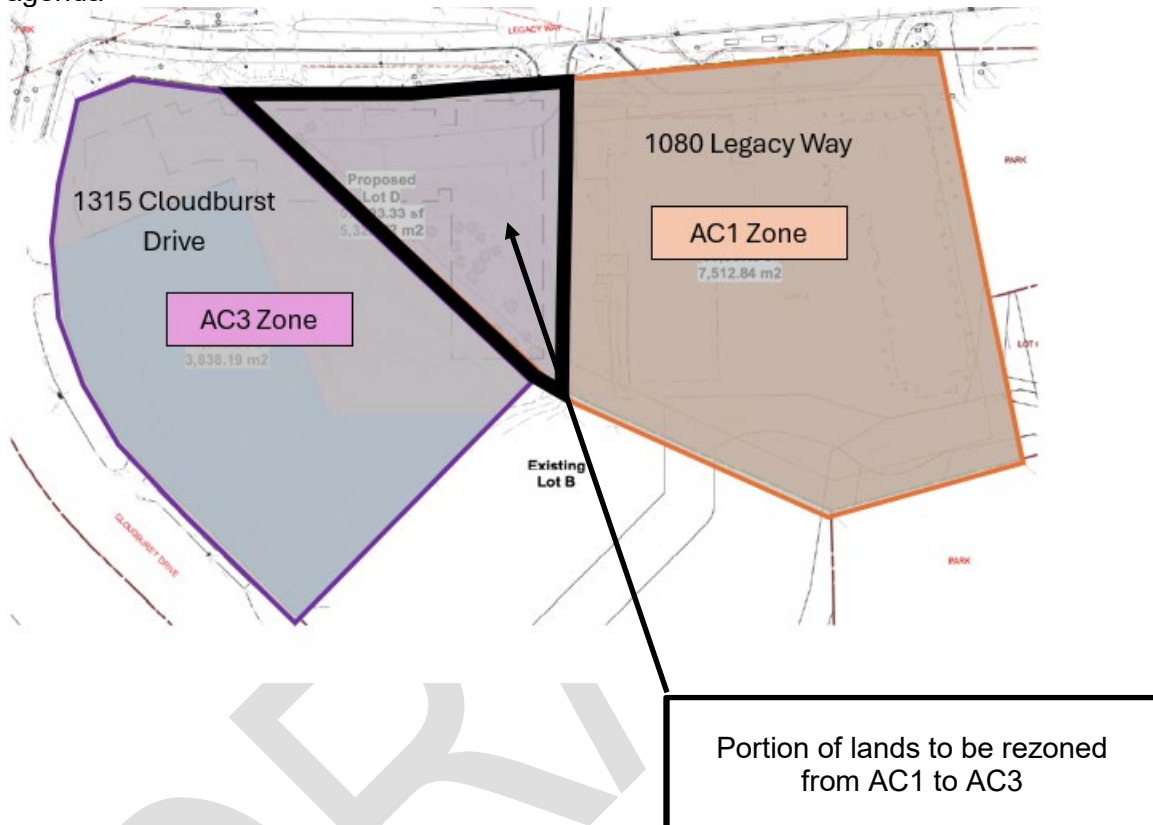 agenda
PARK
LEGACY WAY
1080 Legacy Way
PARK
Proposed
Lot D
1315 Cloudburst
Drive
AC1 Zone
7,512.84 m2
AC3 Zone
3,838.19 m2
Existing
Lot B
CLOUDBURST DRIVE
PARK
Portion of lands to be rezoned
from AC1 to AC3